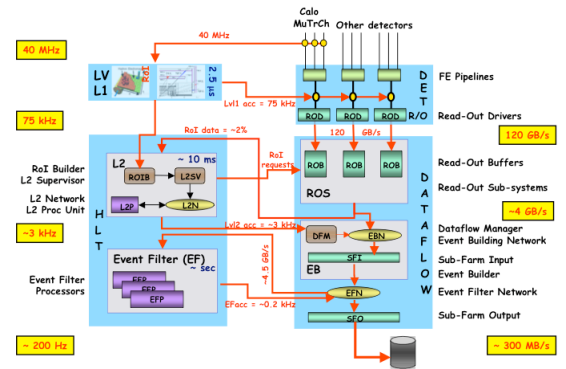 Calo
MuTrCh
Other detectors
40 MHz
40 MHz
LV
L1
RoI
2.5 µs
DET
R/O
FE Pipelines
Lvl1 acc = 75 kHz
75 kHz
ROD
ROD
ROD
Read-Out Drivers
RoI data = ~2%
120 GB/s
120 GB/s
L2
~ 10 ms
RoI
requests
ROB
ROB
ROB
Read-Out Buffers
RoI Builder
L2 Supervisor
ROIB
L2SV
ROS
Read-Out Sub-systems
L2 Network
L2 Proc Unit
L2P
L2N
~4 GB/s
HLT
DATAFLOW
Lvl2 acc = ~3 kHz
~3 kHz
DFM
EBN
Dataflow Manager
Event Building Network
Event Filter (EF)
~ sec
~4.5 GB/s
SFI
EB
Sub-Farm Input
Event Builder
Event Filter
Processors
EFP
EFP
EFP
EFN
Event Filter Network
EFacc = ~0.2 kHz
SFO
Sub-Farm Output
~ 200 Hz
~ 300 MB/s